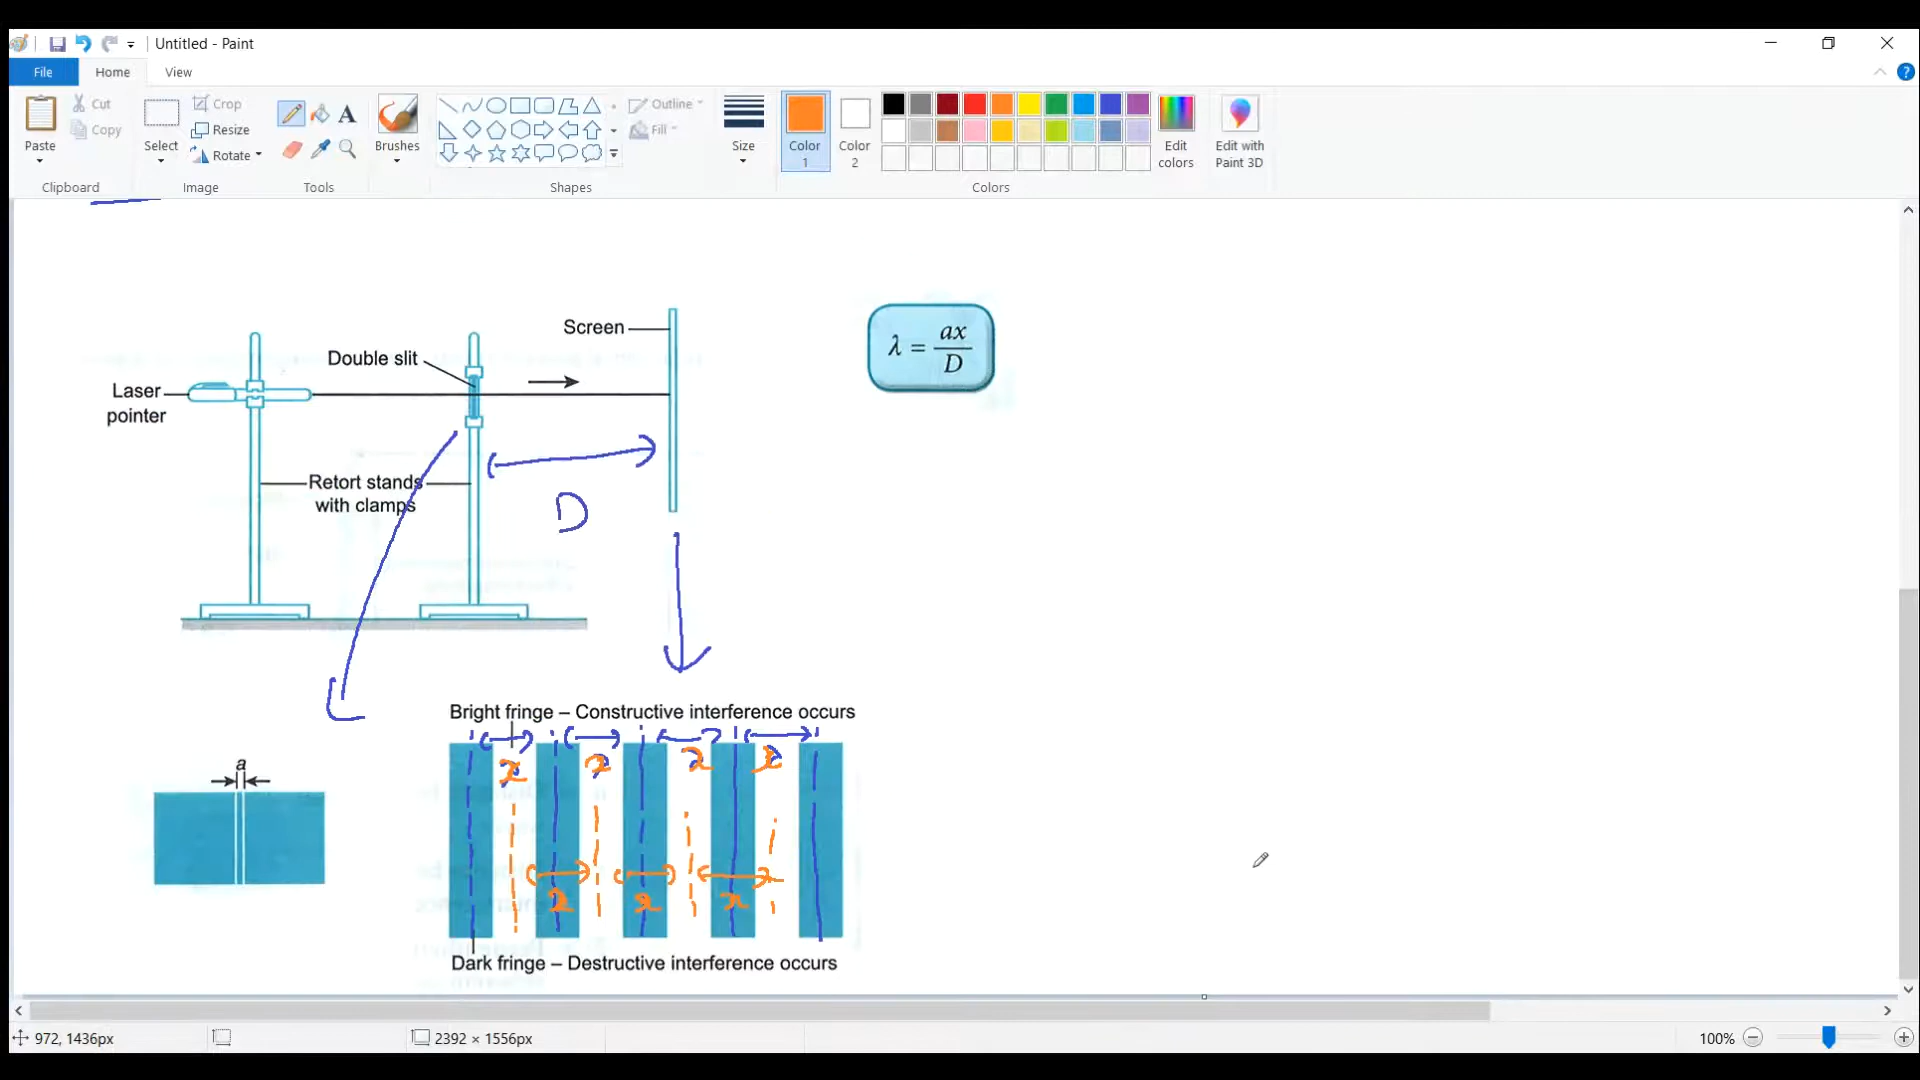 Untitled - Paint
File Home View
Paste
Cut
Copy
Clipboard
Select
Crop
Resize
Rotate
Image
A
Tools
Brushes
Outline
Fill
Shapes
Size
Color 1
Color 2
Edit colors
Edit with Paint 3D
Colors
Screen
Double slit
Laser pointer
Retort stands with clamps
D
λ = ax/D
Bright fringe – Constructive interference occurs
x x x x
a
x x x
Dark fringe – Destructive interference occurs
972, 1436px
2392 × 1556px
100%